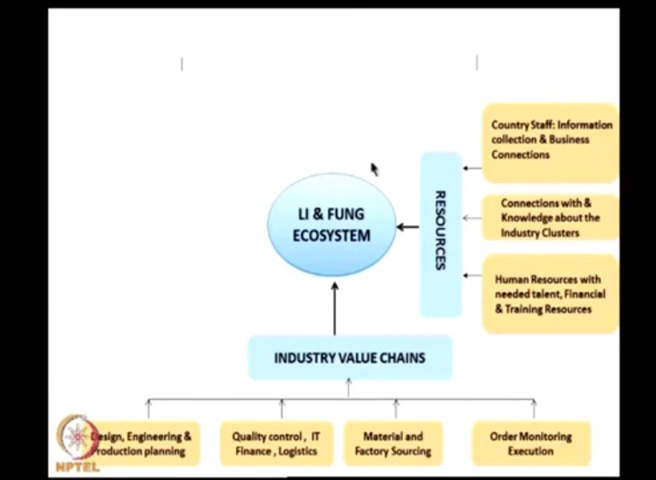 Country Staff: Information
collection & Business
Connections
LI & FUNG
ECOSYSTEM
RESOURCES
Connections with &
Knowledge about the
Industry Clusters
Human Resources with
needed talent, Financial
& Training Resources
INDUSTRY VALUE CHAINS
Design, Engineering &
Production planning
Quality control, IT
Finance, Logistics
Material and
Factory Sourcing
Order Monitoring
Execution
NPTEL